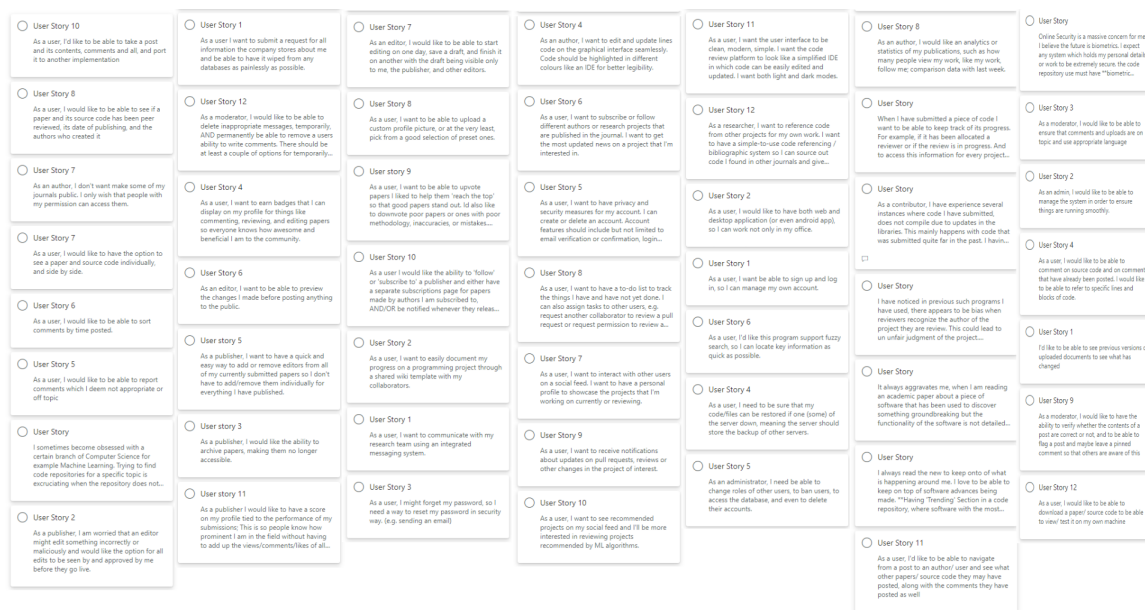 User Story 10
As a user, I'd like to be able to take a post
and its contents, comments and all, and port
it to another implementation
User Story 8
As a user, I would like to be able to see if a
paper and its source code has been peer
reviewed, its date of publishing, and the
authors who created it
User Story 7
As an author, I don't want make some of my
journals public. I only wish that people with
my permission can access them.
User Story 7
As a user, I would like to have the option to
see a paper and source code individually,
and side by side.
User Story 6
As a user, I would like to be able to sort
comments by time posted.
User Story 5
As a user, I would like to be able to report
comments which I deem not appropriate or
off topic
User Story
I sometimes become obsessed with a
certain branch of Computer Science for
example Machine Learning. Trying to find
code repositories for a specific topic is
excruciating when the repository does not...
User Story 2
As a publisher, I am worried that an editor
might edit something incorrectly or
maliciously and would like the option for all
edits to be seen by and approved by me
before they go live.
User Story 1
As a user I want to submit a request for all
information the company stores about me
and be able to have it wiped from any
databases as painlessly as possible.
User Story 12
As a moderator, I would like to be able to
delete inappropriate messages, temporarily,
AND permanently be able to remove a users
ability to write comments. There should be
at least a couple of options for temporarily...
User Story 4
As a user, I want to earn badges that I can
display on my profile for things like
commenting, reviewing, and editing papers
so everyone knows how awesome and
beneficial I am to the community.
User Story 6
As an editor, I want to be able to preview
the changes I made before posting anything
to the public.
User story 5
As a publisher, I want to have a quick and
easy way to add or remove editors from all
of my currently submitted papers so I don't
have to add/remove them individually for
everything I have published.
User story 3
As a publisher, I would like the ability to
archive papers, making them no longer
accessible.
User story 11
As a publisher I would like to have a score
on my profile tied to the performance of my
submissions; This is so people know how
prominent I am in the field without having
to add up the views/comments/likes of all...
User Story 7
As an editor, I would like to be able to start
editing on one day, save a draft, and finish it
on another with the draft being visible only
to me, the publisher, and other editors.
User Story 8
As a user, I would like to be able to upload a
custom profile picture, or at the very least,
pick from a good selection of preset ones.
User story 9
As a user, I want to be able to upvote
papers I liked to help them 'reach the top'
so that good papers stand out. Id also like
to downvote poor papers or ones with poor
methodology, inaccuracies, or mistakes....
User Story 10
As a user I would like the ability to 'follow'
or 'subscribe to' a publisher and either have
a separate subscriptions page for papers
made by authors I am subscribed to,
AND/OR be notified whenever they releas...
User Story 2
As a user, I want to easily document my
progress on a programming project through
a shared wiki template with my
collaborators.
User Story 1
As a user, I want to communicate with my
research team using an integrated
messaging system.
User Story 3
As a user, I might forget my password, so I
need a way to reset my password in security
way. (e.g. sending an email)
User Story 4
As an author, I want to edit and update lines
code on the graphical interface seamlessly.
Code should be highlighted in different
colours like an IDE for better legibility.
User Story 6
As a user, I want to subscribe or follow
different authors or research projects that
are published in the journal. I want to get
the most updated news on a project that I'm
interested in.
User Story 5
As a user, I want to have privacy and
security measures for my account. I can
create or delete an account. Account
features should include but not limited to
email verification or confirmation, login...
User Story 8
As a user, I want to have a to-do list to track
the things I have and have not yet done. I
can also assign tasks to other users, e.g.
request another collaborator to review a pull
request or request permission to review a...
User Story 7
As a user, I want to interact with other users
on a social feed. I want to have a personal
profile to showcase the projects that I'm
working on currently or reviewing.
User Story 9
As a user, I want to receive notifications
about updates on pull requests, reviews or
other changes in the project of interest.
User Story 10
As a user, I want to see recommended
projects on my social feed and I'll be more
interested in reviewing projects
recommended by ML algorithms.
User Story 11
As a user, I want the user interface to be
clean, modern, simple. I want the code
review platform to look like a simplified IDE
in which code can be easily edited and
updated. I want both light and dark modes.
User Story 12
As a researcher, I want to reference code
from other projects for my own work. I want
to have a simple-to-use code referencing /
bibliographic system so I can source out
code I found in other journals and give...
User Story 2
As a user, I would like to have both web and
desktop application (or even android app),
so I can work not only in my office.
User Story 1
As a user, I want be able to sign up and log
in, so I can manage my own account.
User Story 6
As a user, I'd like this program support fuzzy
search, so I can locate key information as
quick as possible.
User Story 4
As a user, I need to be sure that my
code/files can be restored if one (some) of
the server down, meaning the server should
store the backup of other servers.
User Story 5
As an administrator, I need be able to
change roles of other users, to ban users, to
access the database, and even to delete
their accounts.
User Story 8
As an author, I would like an analytics or
statistics of my publications, such as how
many people view my work, like my work,
follow me; comparison data with last week.
User Story
When I have submitted a piece of code I
want to be able to keep track of its progress.
For example, if it has been allocated a
reviewer or if the review is in progress. And
to access this information for every project...
User Story
As a contributor, I have experience several
instances where code I have submitted,
does not compile due to updates in the
libraries. This mainly happens with code that
was submitted quite far in the past. I havin...
User Story
I have noticed in previous such programs I
have used, there appears to be bias when
reviewers recognize the author of the
project they are review. This could lead to
un unfair judgment of the project....
User Story
It always aggravates me, when I am reading
an academic paper about a piece of
software that has been used to discover
something groundbreaking but the
functionality of the software is not detailed...
User Story
I always read the new to keep onto of what
is happening around me. I love to be able to
keep on top of software advances being
made. **Having 'Trending' Section in a code
repository, where software with the most...
User Story 11
As a user, I'd like to be able to navigate
from a post to an author/ user and see what
other papers/ source code they may have
posted, along with the comments they have
posted as well
User Story
Online Security is a massive concern for me
I believe the future is biometrics. I expect
any system which holds my personal details
or work to be extremely secure. the code
repository use must have **biometric...
User Story 3
As a moderator, I would like to be able to
ensure that comments and uploads are on
topic and use appropriate language
User Story 2
As an admin, I would like to be able to
manage the system in order to ensure
things are running smoothly.
User Story 4
As a user, I would like to be able to
comment on source code and on comment
that have already been posted. I would like
to be able to refer to specific lines and
blocks of code.
User Story 1
I'd like to be able to see previous versions o
uploaded documents to see what has
changed
User Story 9
As a moderator, I would like to have the
ability to verify whether the contents of a
post are correct or not, and to be able to
flag a post and maybe leave a pinned
comment so that others are aware of this
User Story 12
As a user, I would like to be able to
download a paper/ source code to be able
to view/ test it on my own machine